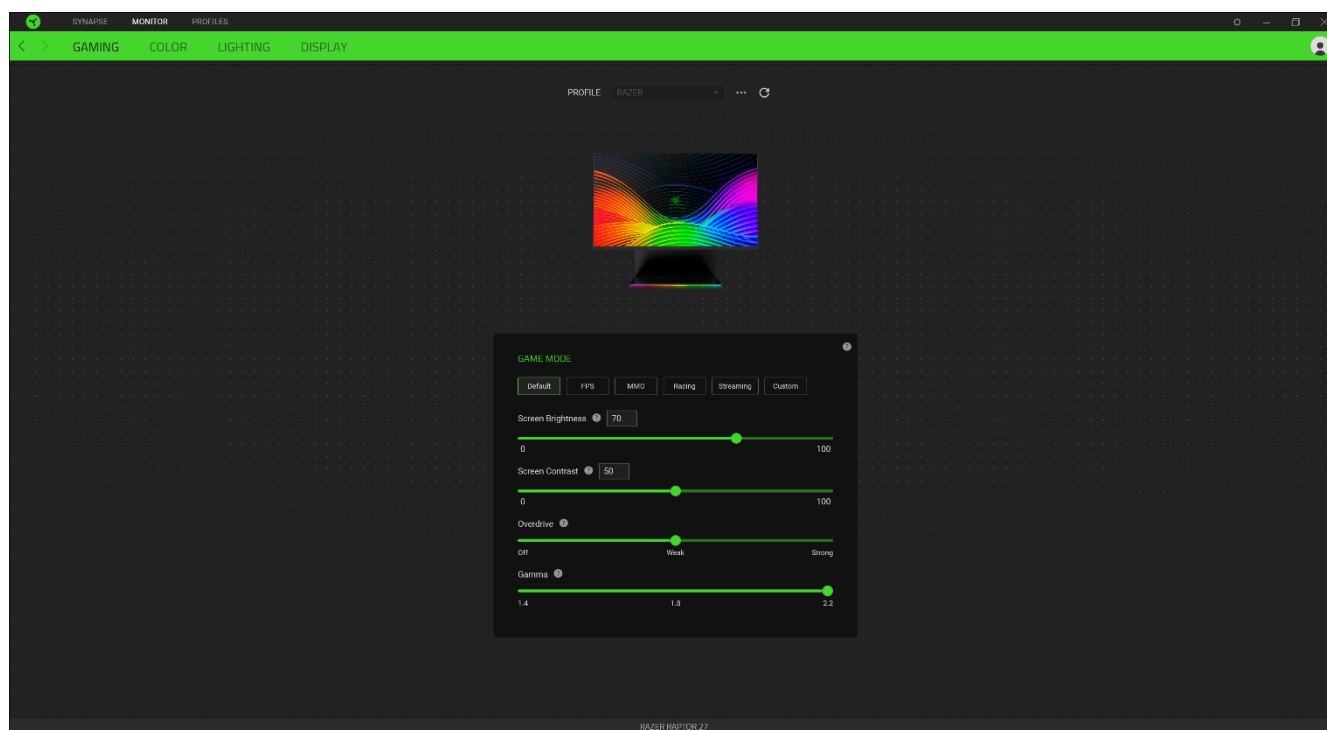 SYNAPSE MONITOR PROFILES
GAMING COLOR LIGHTING DISPLAY
PROFILE RAZER
GAME MODE
Default FPS MMO Racing Streaming Custom
Screen Brightness ? 70
0 100
Screen Contrast ? 50
0 100
Overdrive ?
Off Weak Strong
Gamma ?
1.4 1.8 2.2
RAZER RAPTOR 27